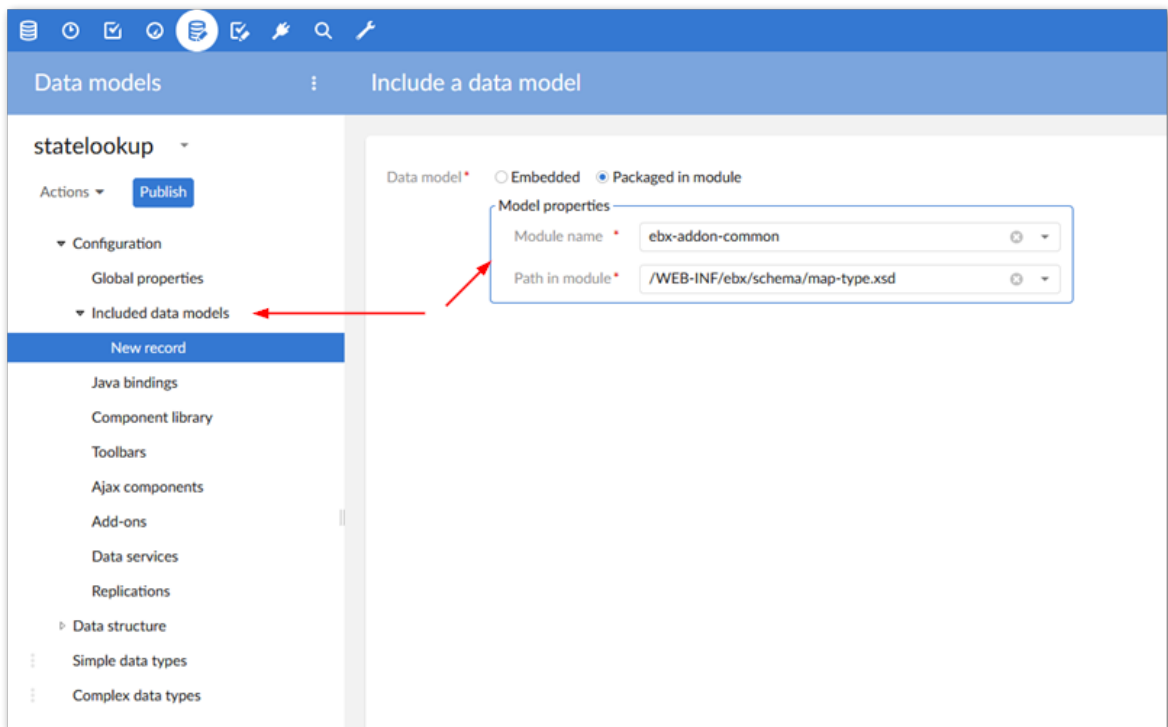 Data models
Include a data model
statelookup
Actions
Publish
Data model* Embedded Packaged in module
Model properties
Module name * ebx-addon-common
Path in module* /WEB-INF/ebx/schema/map-type.xsd
Configuration
Global properties
Included data models
New record
Java bindings
Component library
Toolbars
Ajax components
Add-ons
Data services
Replications
Data structure
Simple data types
Complex data types